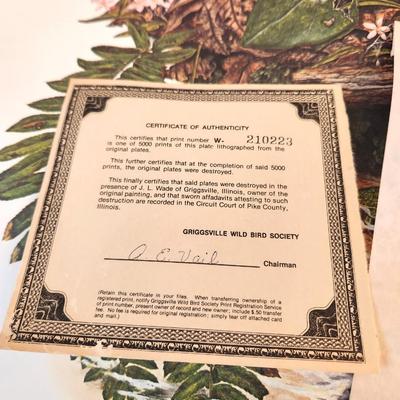 CERTIFICATE OF AUTHENTICITY
This certifies that print number W- 210223
is one of 5000 prints of this plate lithographed from the
original plates.
This further certifies that at the completion of said 5000
prints, the original plates were destroyed.
This finally certifies that said plates were destroyed in the
presence of J. L. Wade of Griggsville, Illinois, owner of the
original painting, and that sworn affadavits attesting to such
destruction are recorded in the Circuit Court of Pike County,
Illinois.
GRIGGSVILLE WILD BIRD SOCIETY
O. E. Vail Chairman
(Retain this certificate in your files. When transferring ownership of a
registered print, notify Griggsville Wild Bird Society Print Registration Service
of print number, present owner of record and new owner; include $.50 transfer
fee. No fee is required for original registration; simply tear off attached card
and mail.)